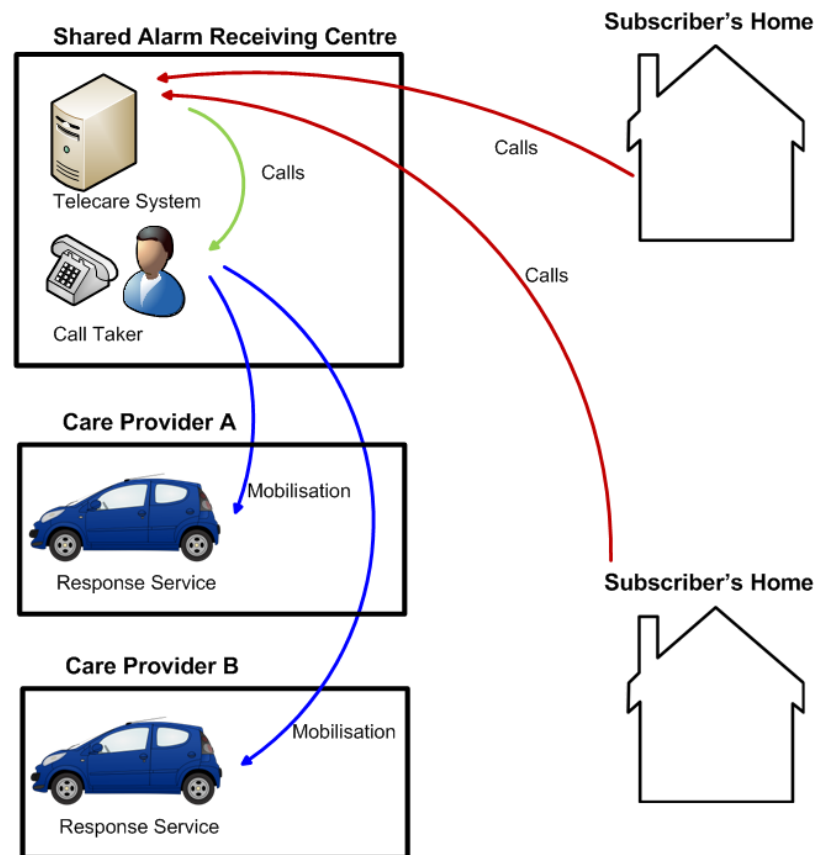 Subscriber's Home
Shared Alarm Receiving Centre
Calls
Calls
Telecare System
Calls
Call Taker
Care Provider A
Mobilisation
Response Service
Subscriber's Home
Care Provider B
Mobilisation
Response Service